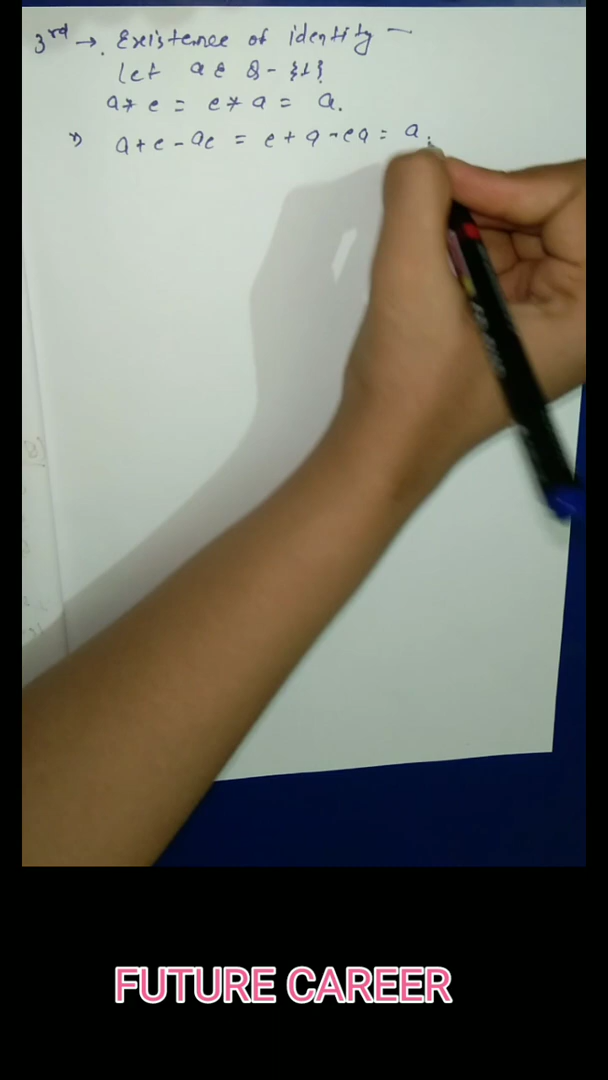 3rd → Existence of identity —
Let a ∈ Q - {1}
a * e = e * a = a.
⇒ a + e - ae = e + a - ea = a.
FUTURE CAREER